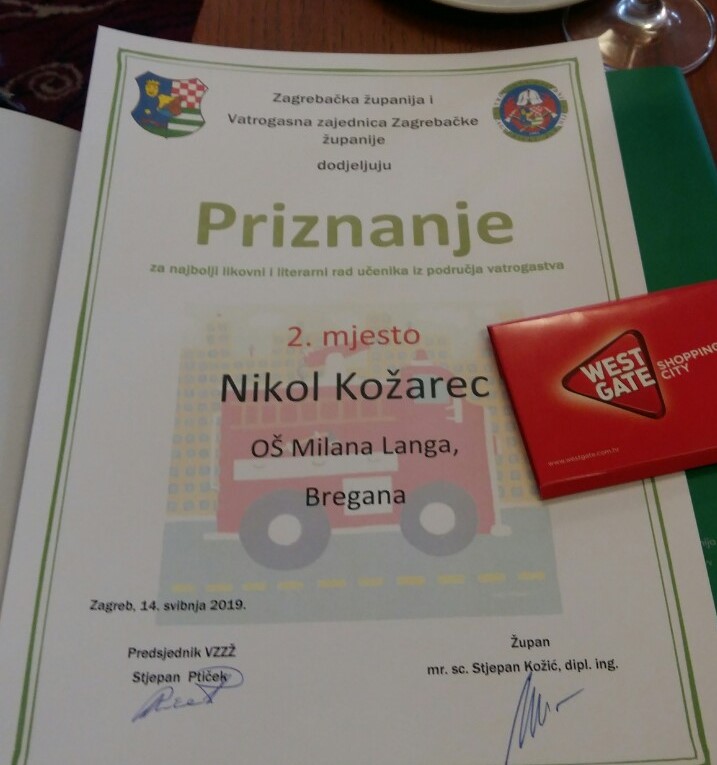 Zagrebačka županija i
Vatrogasna zajednica Zagrebačke
županije
dodjeljuju
Priznanje
za najbolji likovni i literarni rad učenika iz područja vatrogastva
2. mjesto
Nikol Kožarec
OŠ Milana Langa,
Bregana
WEST
GATE
SHOPPING
CITY
www.westgate.com.hr
Zagreb, 14. svibnja 2019.
Predsjednik VZZŽ
Stjepan Ptiček
Župan
mr. sc. Stjepan Kožić, dipl. ing.